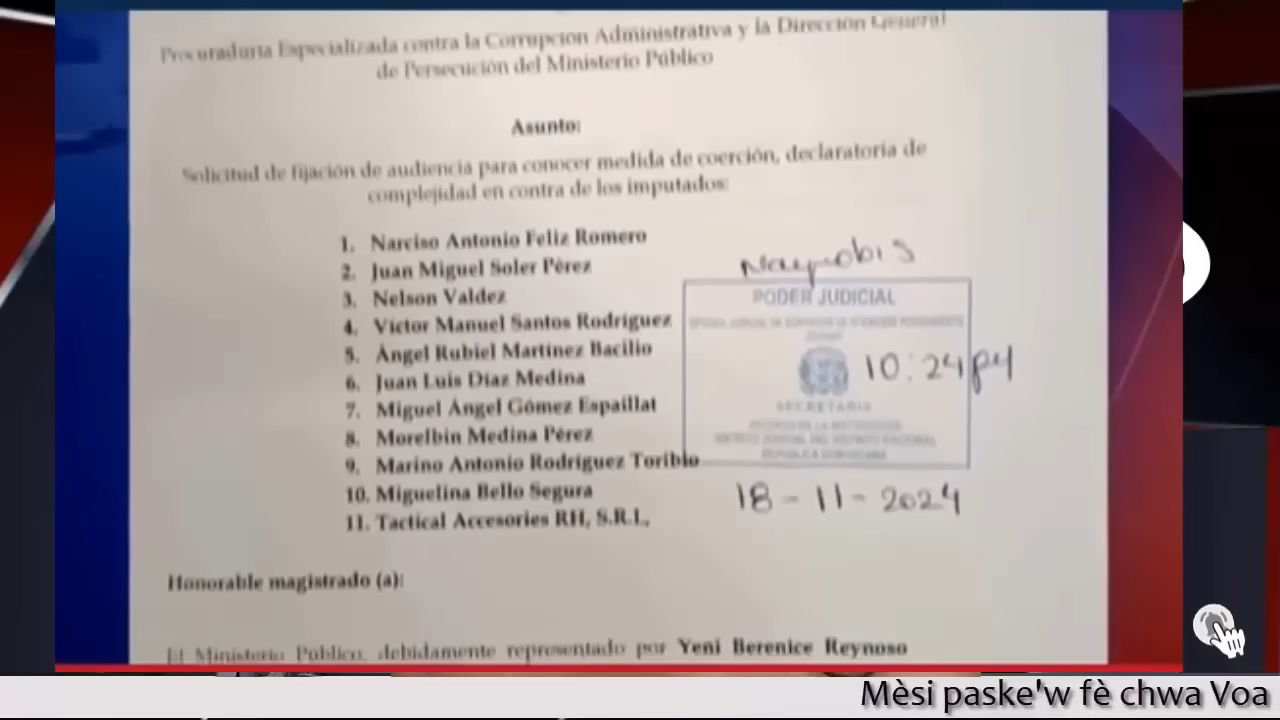 Procuraduría Especializada contra la Corrupción Administrativa y la Dirección General
de Persecución del Ministerio Público
Asunto:
Solicitud de fijación de audiencia para conocer medida de coerción, declaratoria de
complejidad en contra de los imputados:
1. Narciso Antonio Feliz Romero
2. Juan Miguel Soler Pérez
3. Nelson Valdez
4. Víctor Manuel Santos Rodríguez
5. Ángel Rubiel Martínez Bacilio
6. Juan Luis Díaz Medina
7. Miguel Ángel Gómez Espaillat
8. Morelbin Medina Pérez
9. Marino Antonio Rodríguez Toribio
10. Miguelina Bello Segura
11. Tactical Accesories RH, S.R.L,
PODER JUDICIAL
10:24
SECRETARIA
REPUBLICA DOMINICANA
18-11-2024
Honorable magistrado (a):
El Ministerio Público, debidamente representado por Yeni Berenice Reynoso
Mèsi paske'w fè chwa Voa